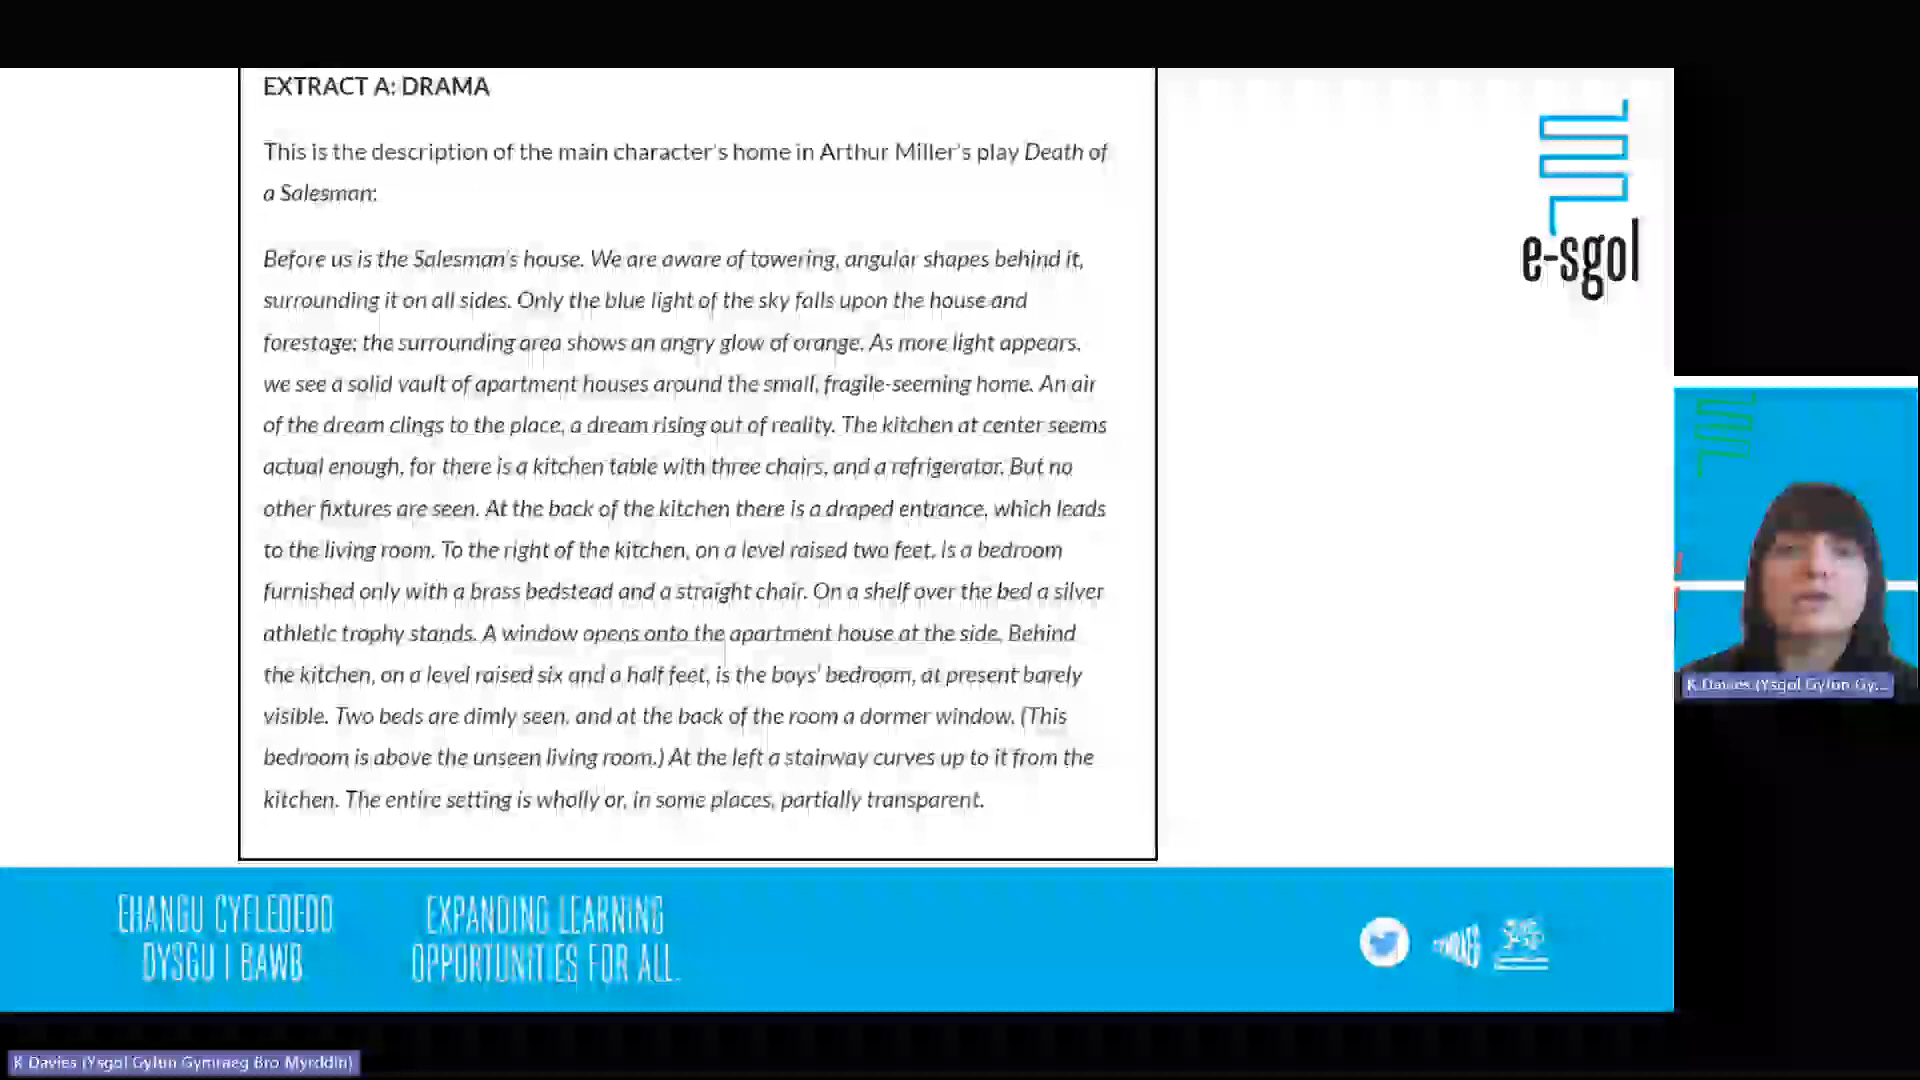 EXTRACT A: DRAMA
This is the description of the main character's home in Arthur Miller's play Death of
a Salesman:
Before us is the Salesman's house. We are aware of towering, angular shapes behind it,
surrounding it on all sides. Only the blue light of the sky falls upon the house and
forestage; the surrounding area shows an angry glow of orange. As more light appears,
we see a solid vault of apartment houses around the small, fragile-seeming home. An air
of the dream clings to the place, a dream rising out of reality. The kitchen at center seems
actual enough, for there is a kitchen table with three chairs, and a refrigerator. But no
other fixtures are seen. At the back of the kitchen there is a draped entrance, which leads
to the living room. To the right of the kitchen, on a level raised two feet, is a bedroom
furnished only with a brass bedstead and a straight chair. On a shelf over the bed a silver
athletic trophy stands. A window opens onto the apartment house at the side. Behind
the kitchen, on a level raised six and a half feet, is the boys' bedroom, at present barely
visible. Two beds are dimly seen, and at the back of the room a dormer window. (This
bedroom is above the unseen living room.) At the left a stairway curves up to it from the
kitchen. The entire setting is wholly or, in some places, partially transparent.
e-sgol
K Davies (Ysgol Gyfun Gy...
EHANGU CYFLEOEDD
DYSGU I BAWB
EXPANDING LEARNING
OPPORTUNITIES FOR ALL.
K Davies (Ysgol Gyfun Gymraeg Bro Myrddin)